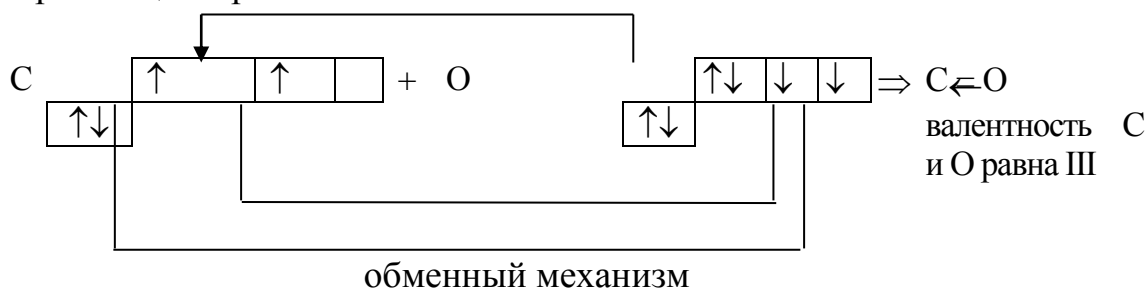 C ↑ ↑ + O ↑↓ ↓ ↓ ⇒ C⇐O
↑↓ ↑↓ валентность C
и O равна III
обменный механизм